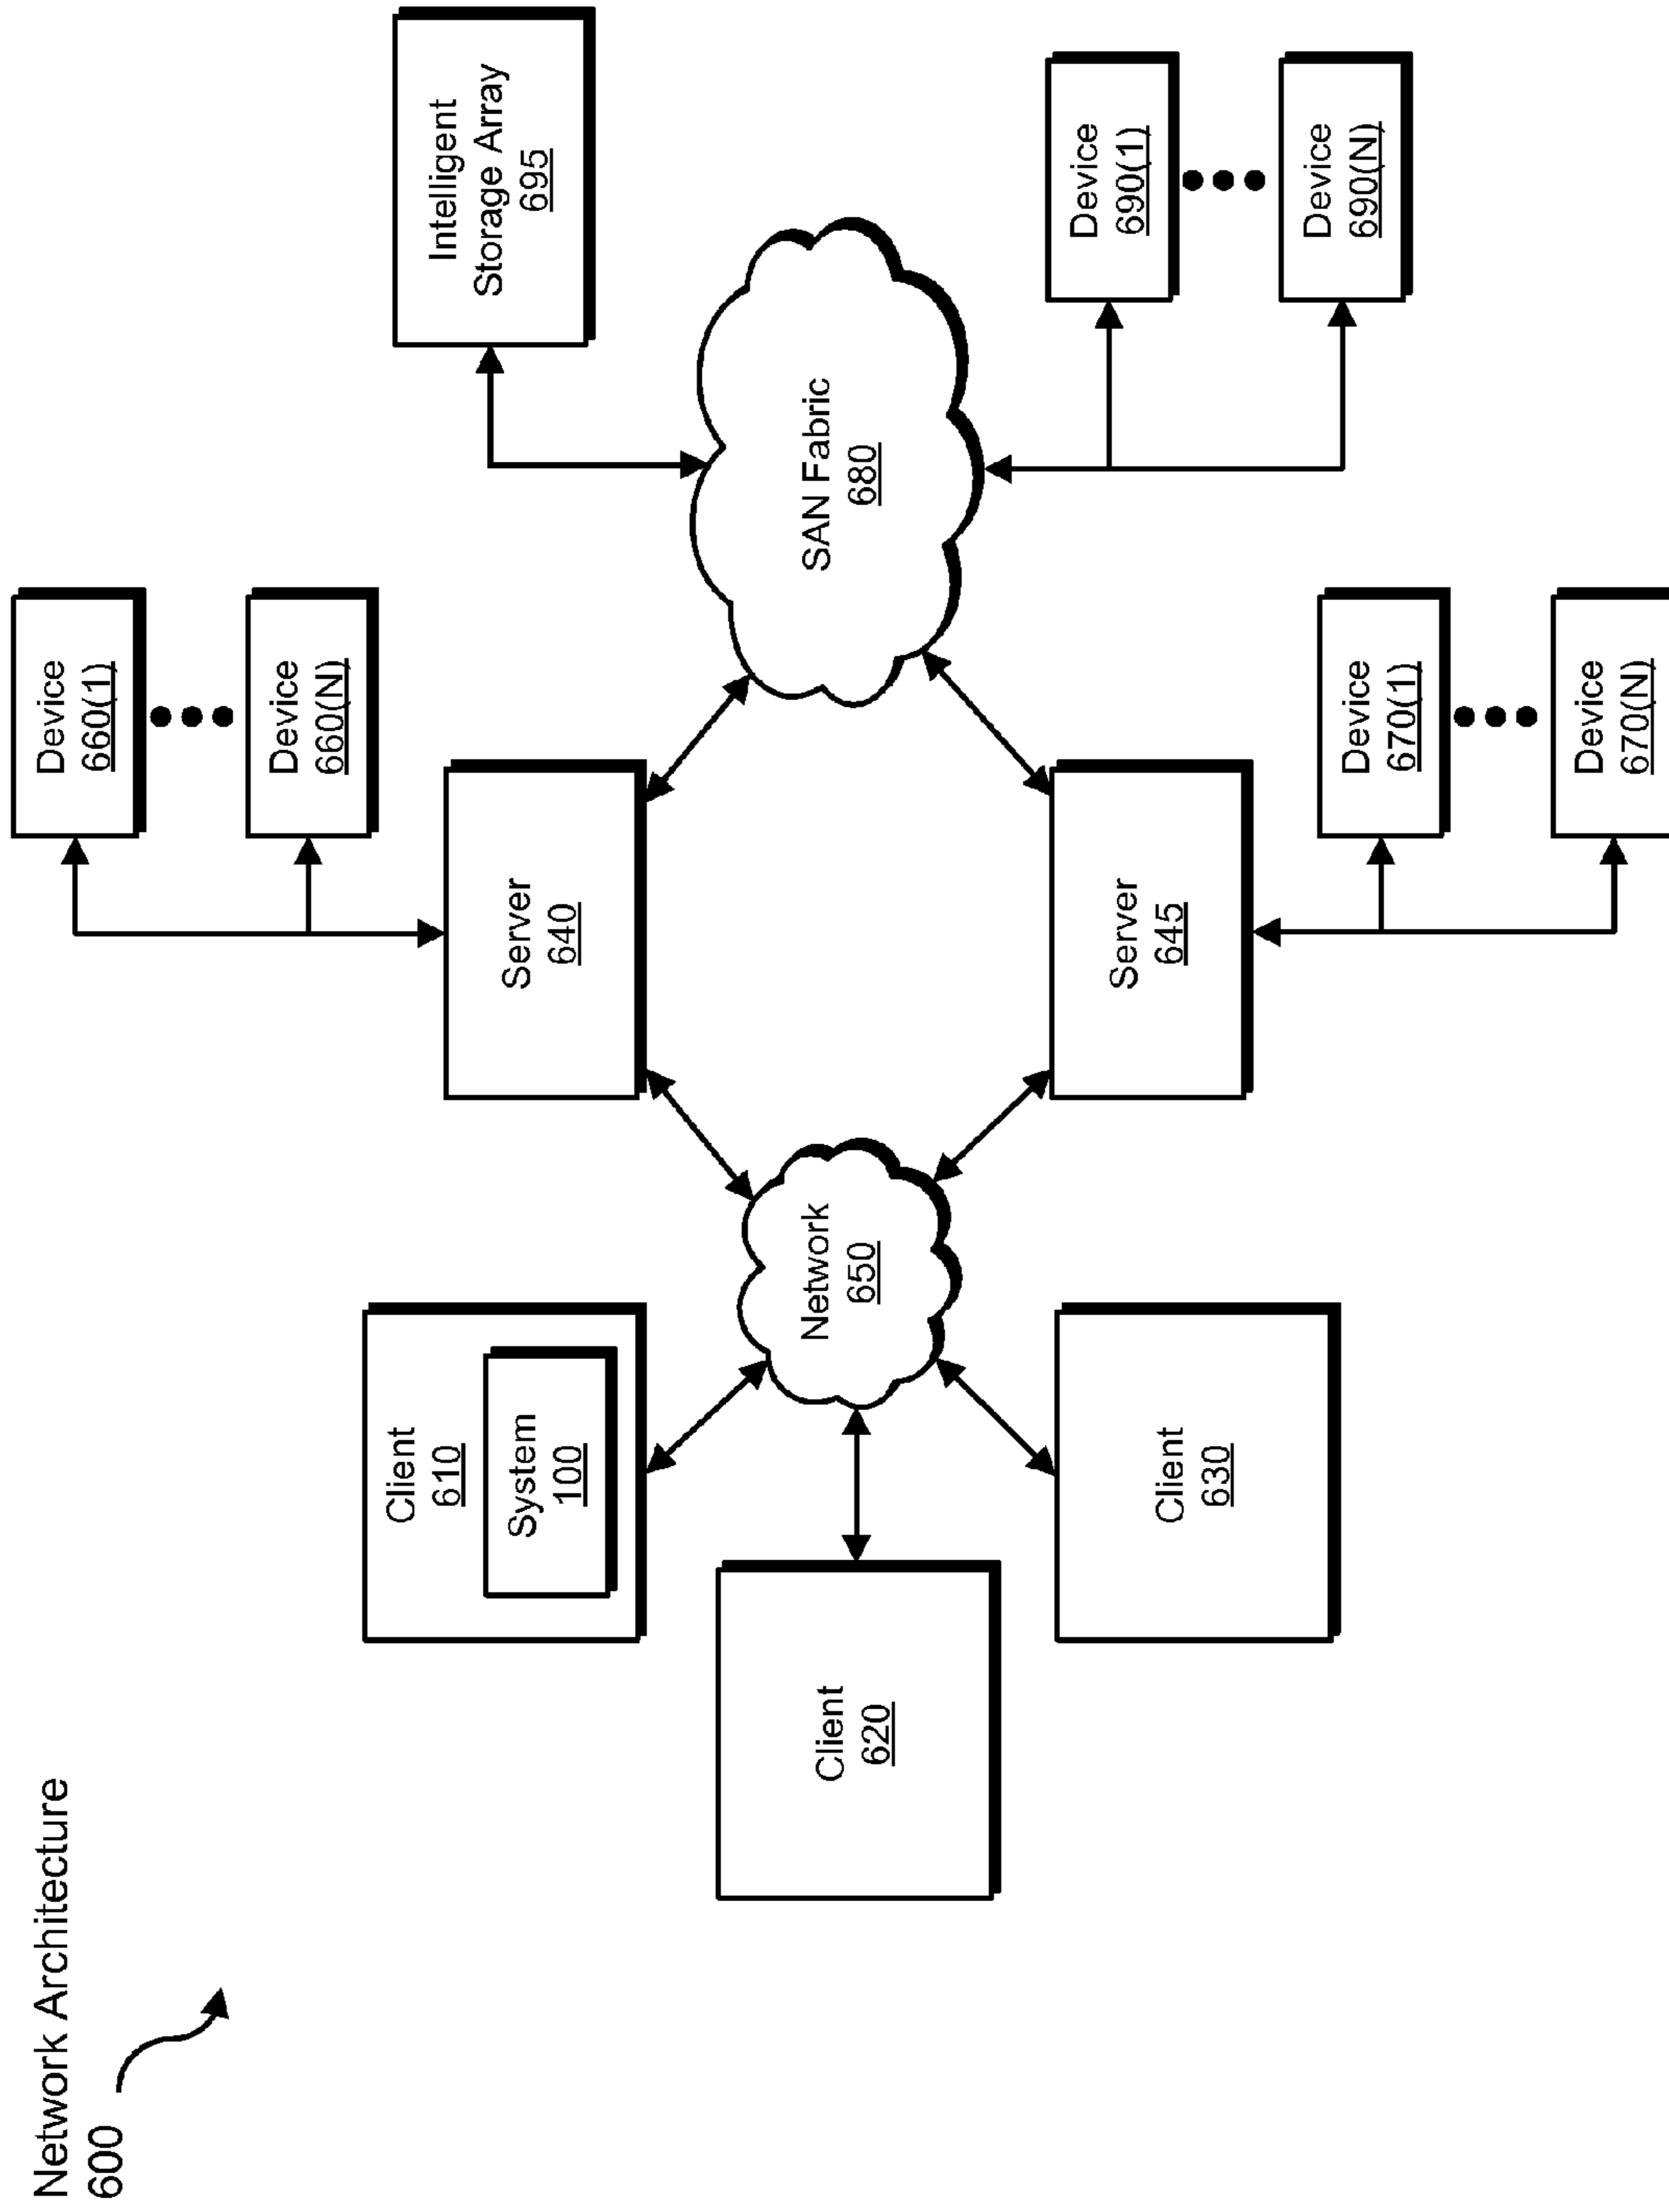 Network Architecture
600
Client
610
System
100
Client
620
Client
630
Network
650
Server
640
Server
645
Device
660(1)
Device
660(N)
Device
670(1)
Device
670(N)
SAN Fabric
680
Intelligent
Storage Array
695
Device
690(1)
Device
690(N)